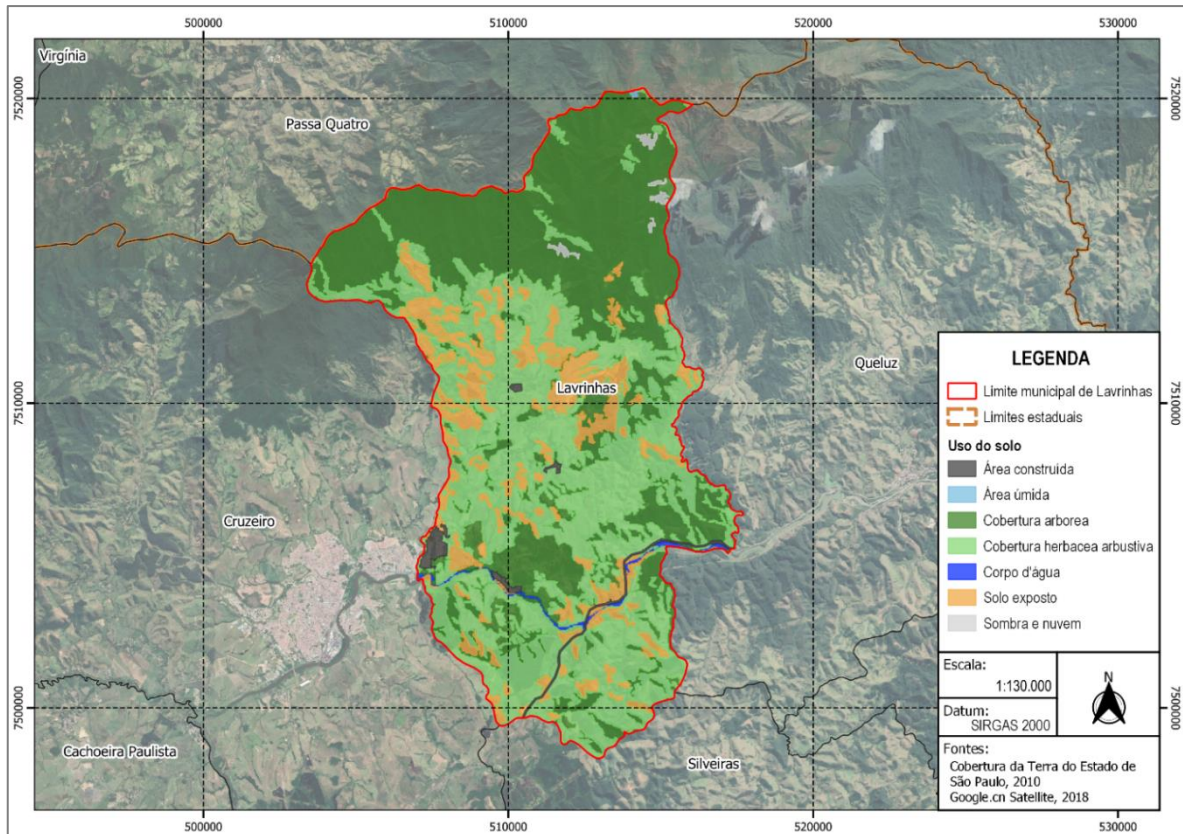 500000
510000
520000
530000
Virgínia
7520000
7520000
Passa Quatro
Queluz
LEGENDA
Lavrinhas
Limite municipal de Lavrinhas
7510000
7510000
Limites estaduais
Uso do solo
Área construída
Área úmida
Cruzeiro
Cobertura arborea
Cobertura herbacea arbustiva
Corpo d'água
Solo exposto
Sombra e nuvem
Escala:
1:130.000
N
7500000
7500000
Datum:
SIRGAS 2000
Cachoeira Paulista
Silveiras
Fontes:
Cobertura da Terra do Estado de
São Paulo, 2010
Google.cn Satellite, 2018
500000
510000
520000
530000